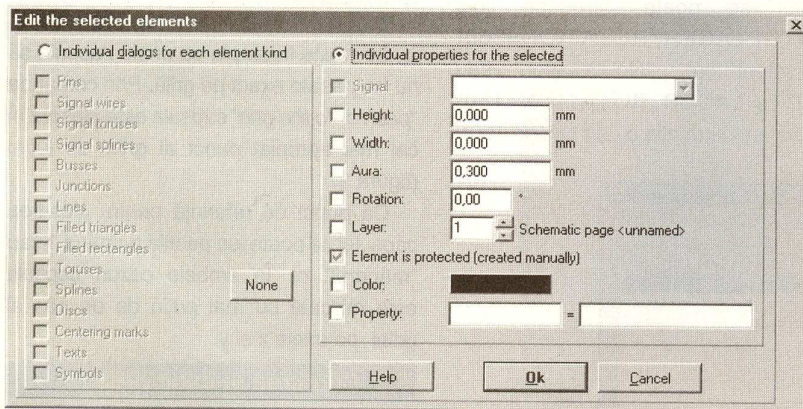 Edit the selected elements
Individual dialogs for each element kind
Pins
Signal wires
Signal toruses
Signal splines
Busses
Junctions
Lines
Filled triangles
Filled rectangles
Toruses
Splines
Discs
Centering marks
Texts
Symbols
None
Individual properties for the selected
Signal:
Height: 0,000 mm
Width: 0,000 mm
Aura: 0,300 mm
Rotation: 0,00 °
Layer: 1 Schematic page <unnamed>
Element is protected (created manually)
Color:
Property: =
Help Ok Cancel